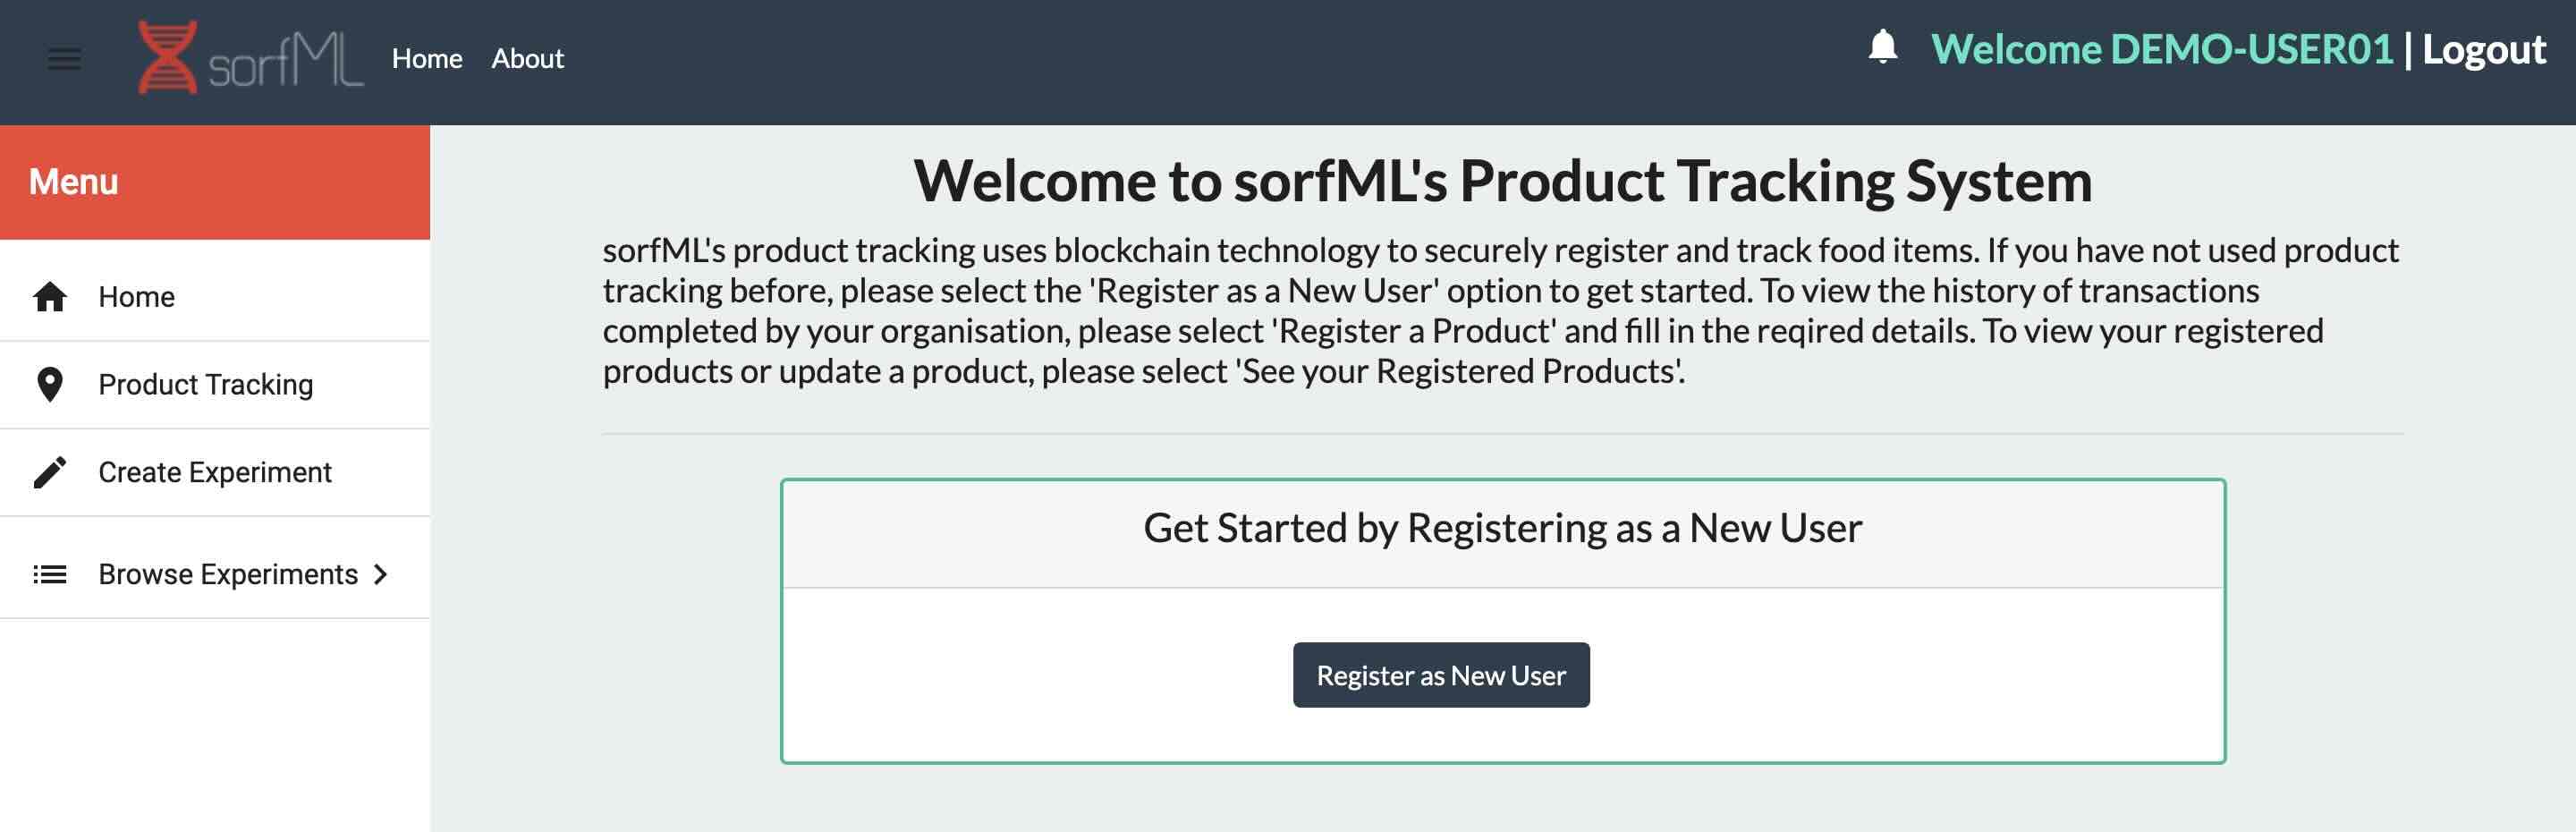 sorfML
Home
About
Welcome DEMO-USER01 | Logout
Menu
Home
Product Tracking
Create Experiment
Browse Experiments
Welcome to sorfML's Product Tracking System
sorfML's product tracking uses blockchain technology to securely register and track food items. If you have not used product
tracking before, please select the 'Register as a New User' option to get started. To view the history of transactions
completed by your organisation, please select 'Register a Product' and fill in the reqired details. To view your registered
products or update a product, please select 'See your Registered Products'.
Get Started by Registering as a New User
Register as New User